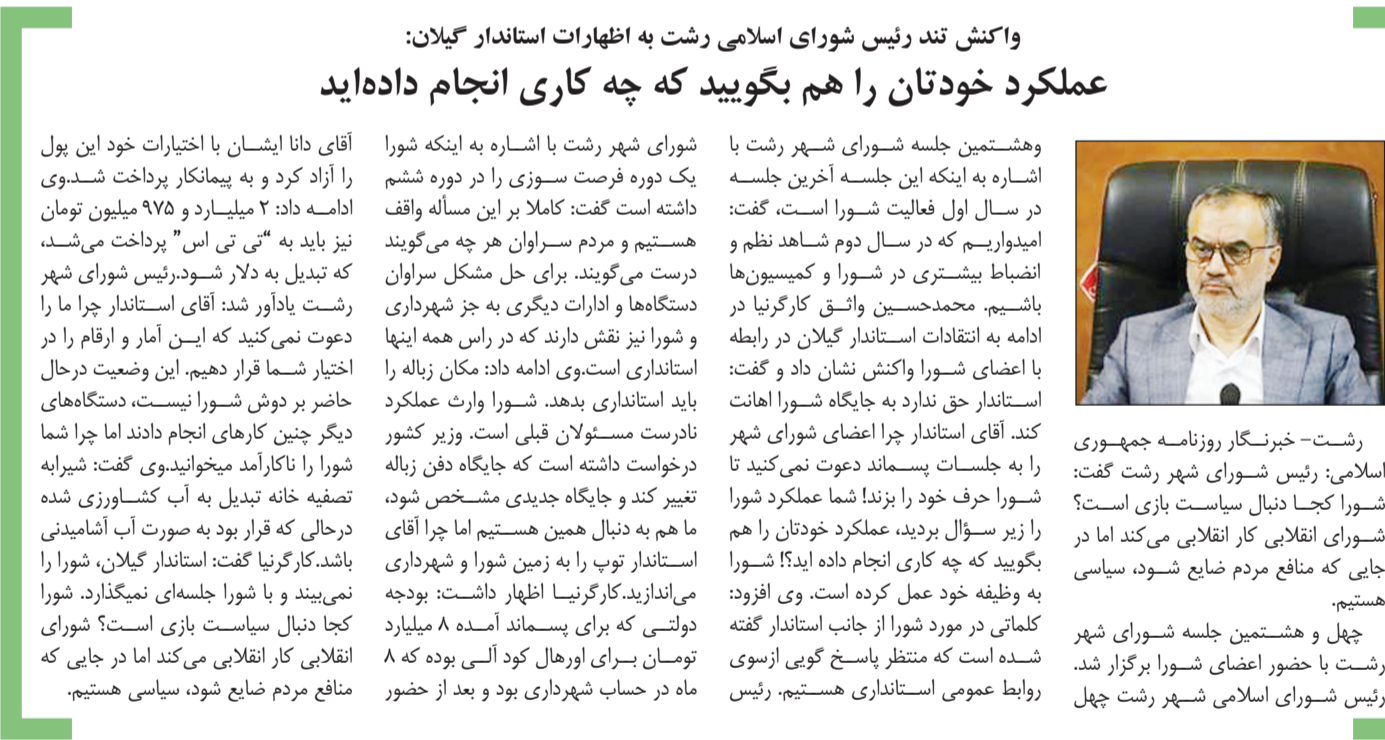 واکنش تند رئیس شورای اسلامی رشت به اظهارات استاندار گیلان:
عملکرد خودتان را هم بگویید که چه کاری انجام داده‌اید
رشت- خبرنگار روزنامه جمهوری
اسلامی: رئیس شورای شهر رشت گفت:
شورا کجا دنبال سیاست بازی است؟
شورای انقلابی کار انقلابی می‌کند اما در
جایی که منافع مردم ضایع شود، سیاسی
هستیم.
چهل و هشتمین جلسه شورای شهر
رشت با حضور اعضای شورا برگزار شد.
رئیس شورای اسلامی شهر رشت چهل
وهشتمین جلسه شورای شهر رشت با
اشاره به اینکه این جلسه آخرین جلسه
در سال اول فعالیت شورا است، گفت:
امیدواریم که در سال دوم شاهد نظم و
انضباط بیشتری در شورا و کمیسیون‌ها
باشیم. محمدحسین واثق کارگرنیا در
ادامه به انتقادات استاندار گیلان در رابطه
با اعضای شورا واکنش نشان داد و گفت:
استاندار حق ندارد به جایگاه شورا اهانت
کند. آقای استاندار چرا اعضای شورای شهر
را به جلسات پسماند دعوت نمی‌کنید تا
شورا حرف خود را بزند! شما عملکرد شورا
را زیر سؤال بردید، عملکرد خودتان را هم
بگویید که چه کاری انجام داده اید؟! شورا
به وظیفه خود عمل کرده است. وی افزود:
کلماتی در مورد شورا از جانب استاندار گفته
شده است که منتظر پاسخ گویی ازسوی
روابط عمومی استانداری هستیم. رئیس
شورای شهر رشت با اشاره به اینکه شورا
یک دوره فرصت سوزی را در دوره ششم
داشته است گفت: کاملا بر این مسأله واقف
هستیم و مردم سراوان هر چه می‌گویند
درست می‌گویند. برای حل مشکل سراوان
دستگاه‌ها و ادارات دیگری به جز شهرداری
و شورا نیز نقش دارند که در راس همه اینها
استانداری است.وی ادامه داد: مکان زباله را
باید استانداری بدهد. شورا وارث عملکرد
نادرست مسئولان قبلی است. وزیر کشور
درخواست داشته است که جایگاه دفن زباله
تغییر کند و جایگاه جدیدی مشخص شود،
ما هم به دنبال همین هستیم اما چرا آقای
استاندار توپ را به زمین شورا و شهرداری
می‌اندازید.کارگرنیا اظهار داشت: بودجه
دولتی که برای پسماند آمده ۸ میلیارد
تومان برای اورهال کود آلی بوده که ۸
ماه در حساب شهرداری بود و بعد از حضور
آقای دانا ایشان با اختیارات خود این پول
را آزاد کرد و به پیمانکار پرداخت شد.وی
ادامه داد: ۲ میلیارد و ۹۷۵ میلیون تومان
نیز باید به “تی تی اس” پرداخت می‌شد،
که تبدیل به دلار شود.رئیس شورای شهر
رشت یادآور شد: آقای استاندار چرا ما را
دعوت نمی‌کنید که این آمار و ارقام را در
اختیار شما قرار دهیم. این وضعیت درحال
حاضر بر دوش شورا نیست، دستگاه‌های
دیگر چنین کارهای انجام دادند اما چرا شما
شورا را ناکارآمد میخوانید.وی گفت: شیرابه
تصفیه خانه تبدیل به آب کشاورزی شده
درحالی که قرار بود به صورت آب آشامیدنی
باشد.کارگرنیا گفت: استاندار گیلان، شورا را
نمی‌بیند و با شورا جلسه‌ای نمیگذارد. شورا
کجا دنبال سیاست بازی است؟ شورای
انقلابی کار انقلابی می‌کند اما در جایی که
منافع مردم ضایع شود، سیاسی هستیم.